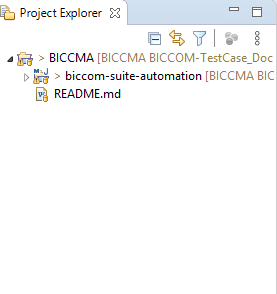 Project Explorer
> BICCMA [BICCMA BICCOM-TestCase_Doc
> biccom-suite-automation [BICCMA BIC
README.md